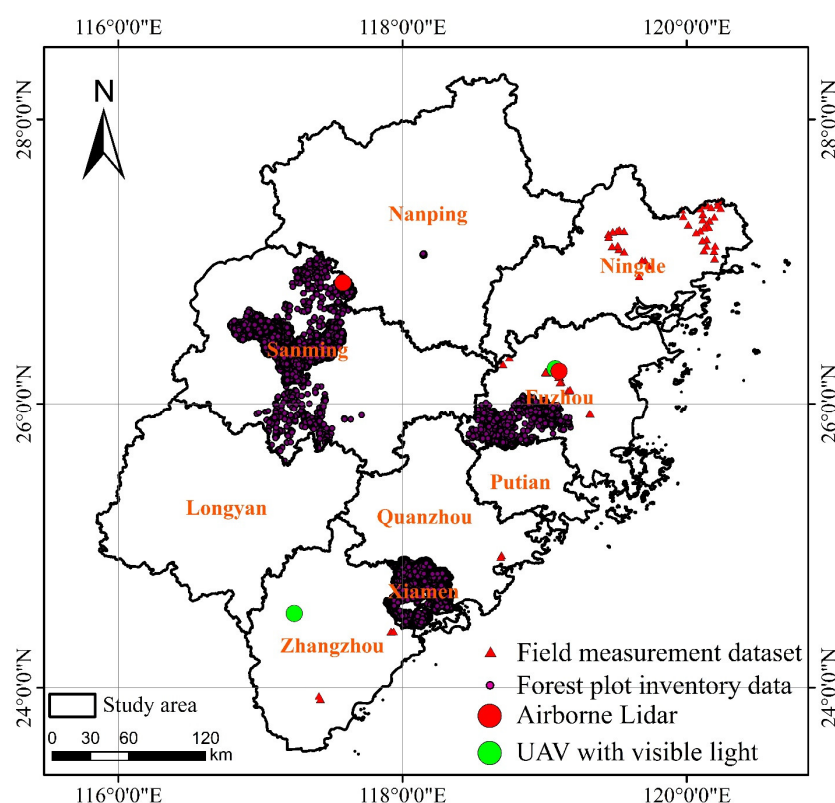 116°0'0"E 118°0'0"E 120°0'0"E
28°0'0"N
28°0'0"N
N
Nanping
Ningde
Sanming
Fuzhou
26°0'0"N
26°0'0"N
Putian
Longyan
Quanzhou
Xiamen
Zhangzhou
Field measurement dataset
Forest plot inventory data
Airborne Lidar
UAV with visible light
24°0'0"N
24°0'0"N
Study area
0 30 60 120
km
116°0'0"E 118°0'0"E 120°0'0"E